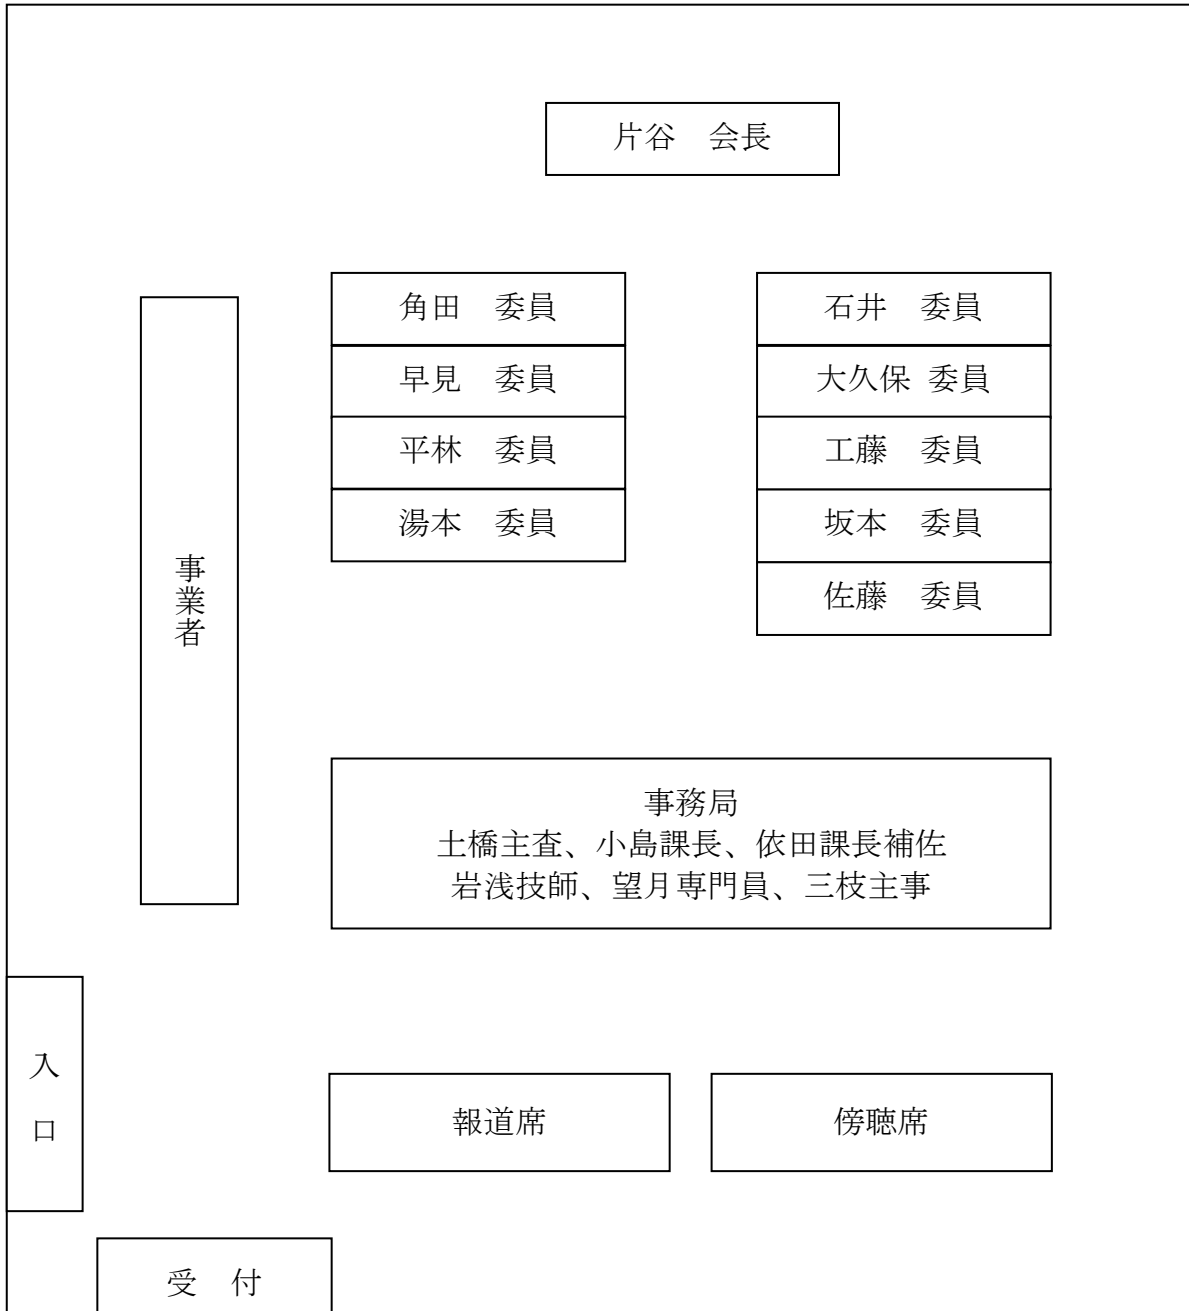 片谷　会長
角田　委員
早見　委員
平林　委員
湯本　委員
石井　委員
大久保 委員
工藤　委員
坂本　委員
佐藤　委員
事業者
事務局
土橋主査、小島課長、依田課長補佐
岩浅技師、望月専門員、三枝主事
入口
報道席
傍聴席
受　付